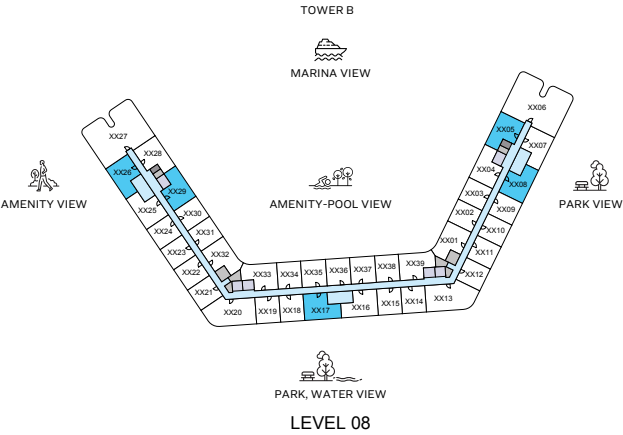 TOWER B
MARINA VIEW
XX06
XX27
XX05
XX07
XX28
XX26
XX04
XX08
XX29
XX03
AMENITY VIEW
AMENITY-POOL VIEW
PARK VIEW
XX25
XX30
XX02
XX09
XX24
XX31
XX10
XX23
XX32
XX01
XX11
XX22
XX33
XX34
XX35
XX36
XX37
XX38
XX39
XX12
XX21
XX20
XX19
XX18
XX17
XX16
XX15
XX14
XX13
PARK, WATER VIEW
LEVEL 08